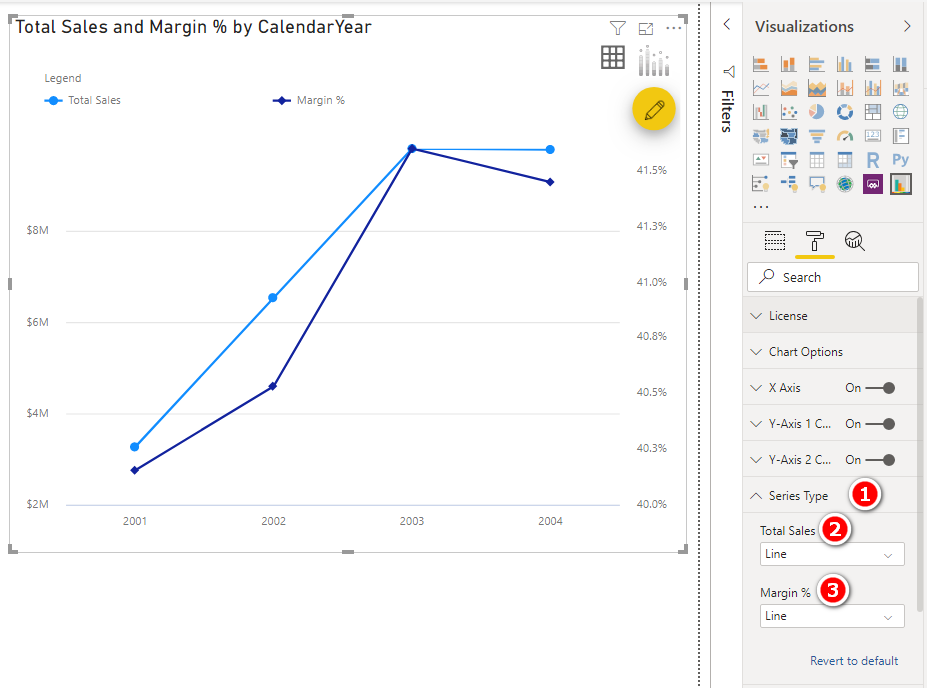 Total Sales and Margin % by CalendarYear
Legend
Total Sales
Margin %
$8M
$6M
$4M
$2M
41.5%
41.3%
41.0%
40.8%
40.5%
40.3%
40.0%
2001
2002
2003
2004
Filters
Visualizations
123
R
Py
Search
License
Chart Options
X Axis On
Y-Axis 1 C... On
Y-Axis 2 C... On
Series Type 1
Total Sales 2
Line
Margin % 3
Line
Revert to default